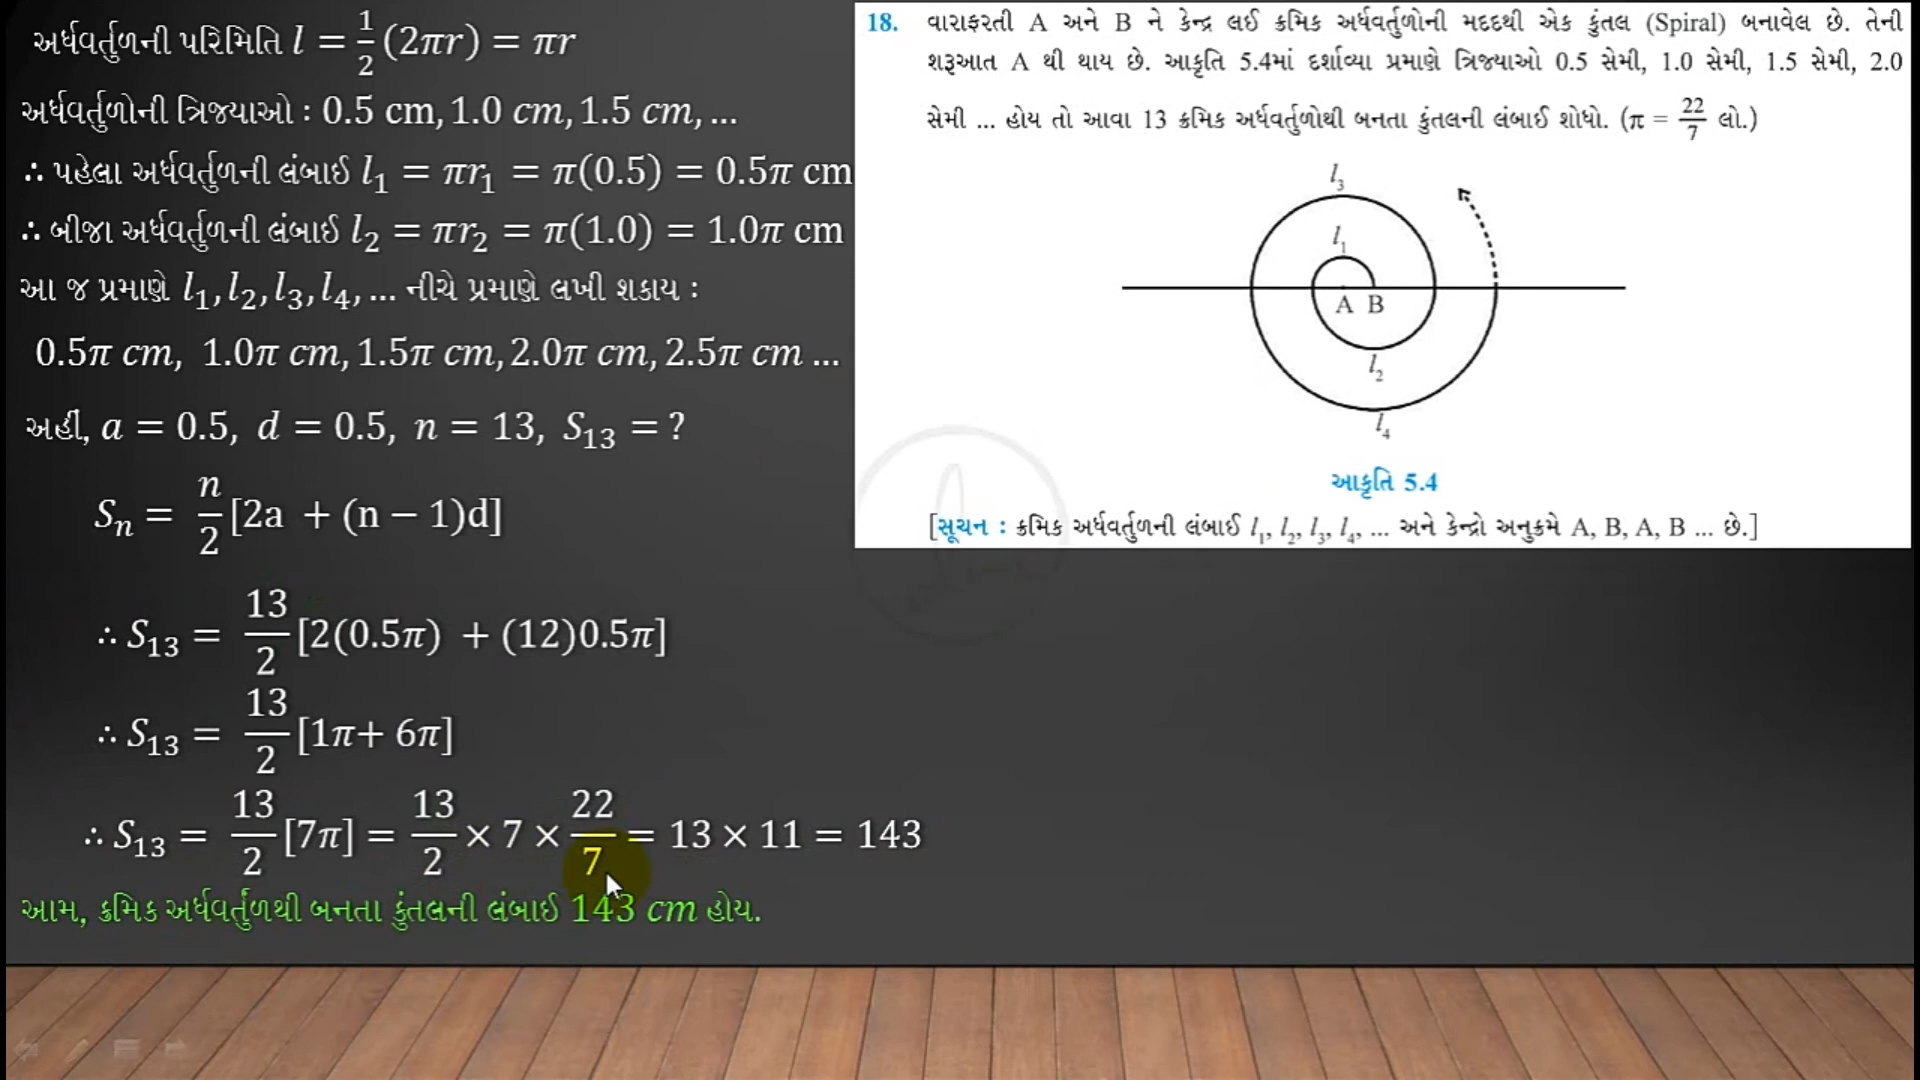 અર્ધવર્તુળની પરિમિતિ l = 1/2 (2πr) = πr
અર્ધવર્તુળોની ત્રિજ્યાઓ : 0.5 cm, 1.0 cm, 1.5 cm, ...
∴ પહેલા અર્ધવર્તુળની લંબાઈ l₁ = πr₁ = π(0.5) = 0.5π cm
∴ બીજા અર્ધવર્તુળની લંબાઈ l₂ = πr₂ = π(1.0) = 1.0π cm
આ જ પ્રમાણે l₁, l₂, l₃, l₄, ... નીચે પ્રમાણે લખી શકાય :
0.5π cm, 1.0π cm, 1.5π cm, 2.0π cm, 2.5π cm ...
અહીં, a = 0.5, d = 0.5, n = 13, S₁₃ = ?
Sₙ = n/2 [2a + (n − 1)d]
∴ S₁₃ = 13/2 [2(0.5π) + (12)0.5π]
∴ S₁₃ = 13/2 [1π+ 6π]
∴ S₁₃ = 13/2 [7π] = 13/2 × 7 × 22/7 = 13 × 11 = 143
આમ, ક્રમિક અર્ધવર્તુંળથી બનતા કુંતલની લંબાઈ 143 cm હોય.
18. વારાફરતી A અને B ને કેન્દ્ર લઈ ક્રમિક અર્ધવર્તુળોની મદદથી એક કુંતલ (Spiral) બનાવેલ છે. તેની
શરૂઆત A થી થાય છે. આકૃતિ 5.4માં દર્શાવ્યા પ્રમાણે ત્રિજ્યાઓ 0.5 સેમી, 1.0 સેમી, 1.5 સેમી, 2.0
સેમી ... હોય તો આવા 13 ક્રમિક અર્ધવર્તુળોથી બનતા કુંતલની લંબાઈ શોધો. (π = 22/7 લો.)
l₃
l₁
A B
l₂
l₄
આકૃતિ 5.4
[સૂચન : ક્રમિક અર્ધવર્તુળની લંબાઈ l₁, l₂, l₃, l₄, ... અને કેન્દ્રો અનુક્રમે A, B, A, B ... છે.]